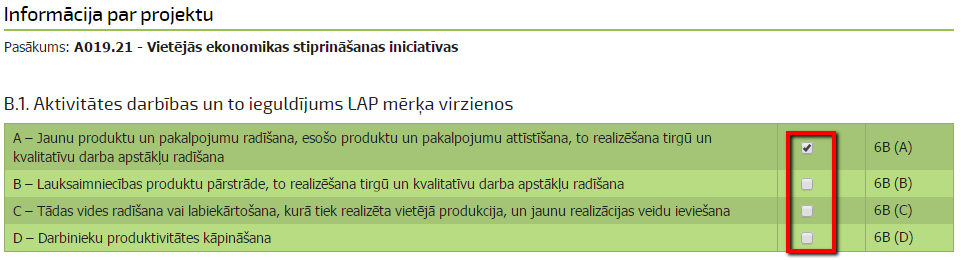 Informācija par projektu
Pasākums: A019.21 - Vietējās ekonomikas stiprināšanas iniciatīvas
B.1. Aktivitātes darbības un to ieguldījums LAP mērķa virzienos
A – Jaunu produktu un pakalpojumu radīšana, esošo produktu un pakalpojumu attīstīšana, to realizēšana tirgū un
kvalitatīvu darba apstākļu radīšana
6B (A)
B – Lauksaimniecības produktu pārstrāde, to realizēšana tirgū un kvalitatīvu darba apstākļu radīšana
6B (B)
C – Tādas vides radīšana vai labiekārtošana, kurā tiek realizēta vietējā produkcija, un jaunu realizācijas veidu ieviešana
6B (C)
D – Darbinieku produktivitātes kāpināšana
6B (D)